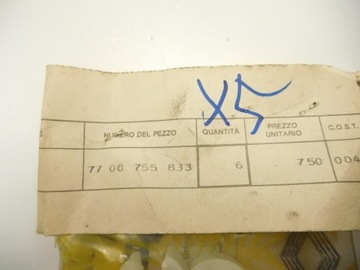 X5
NUMERO DEL PEZZO QUANTITÀ PREZZO UNITARIO C.O.S.T.
77 00 755 833 6 750 004